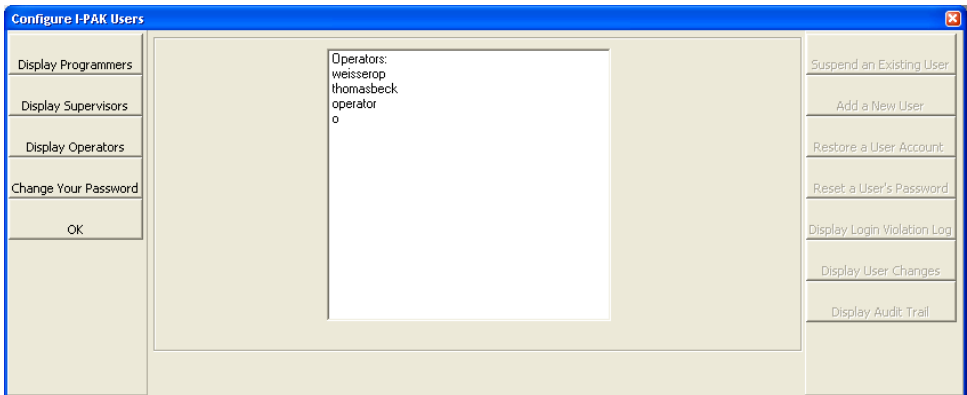 Configure I-PAK Users
Display Programmers
Display Supervisors
Display Operators
Change Your Password
OK
Operators:
weisserop
thomasbeck
operator
o
Suspend an Existing User
Add a New User
Restore a User Account
Reset a User's Password
Display Login Violation Log
Display User Changes
Display Audit Trail